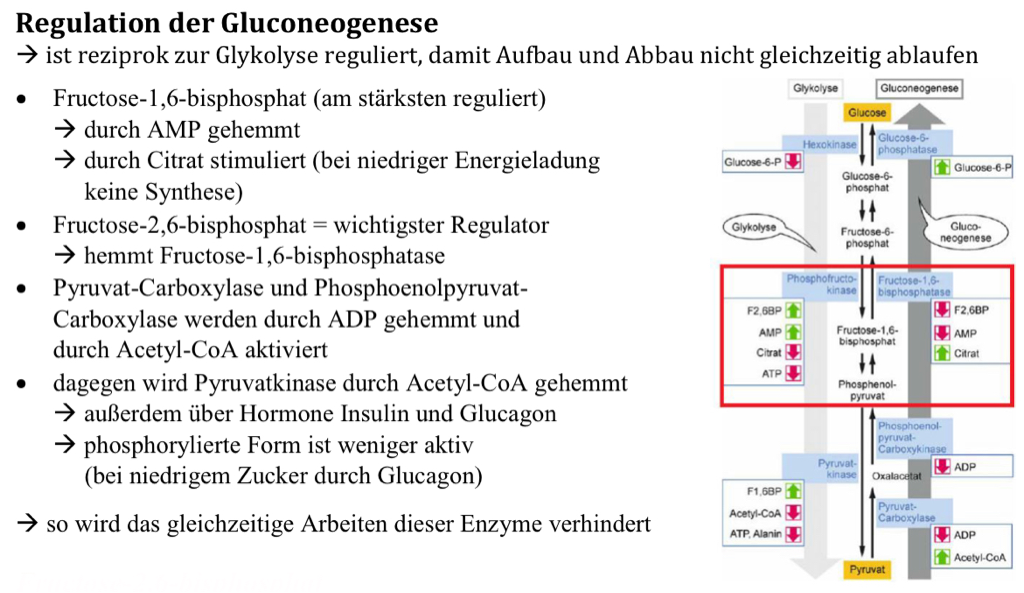 Regulation der Gluconeogenese
→ ist reziprok zur Glykolyse reguliert, damit Aufbau und Abbau nicht gleichzeitig ablaufen
• Fructose-1,6-bisphosphat (am stärksten reguliert)
→ durch AMP gehemmt
→ durch Citrat stimuliert (bei niedriger Energieladung
keine Synthese)
• Fructose-2,6-bisphosphat = wichtigster Regulator
→ hemmt Fructose-1,6-bisphosphatase
• Pyruvat-Carboxylase und Phosphoenolpyruvat-
Carboxylase werden durch ADP gehemmt und
durch Acetyl-CoA aktiviert
• dagegen wird Pyruvatkinase durch Acetyl-CoA gehemmt
→ außerdem über Hormone Insulin und Glucagon
→ phosphorylierte Form ist weniger aktiv
(bei niedrigem Zucker durch Glucagon)
→ so wird das gleichzeitige Arbeiten dieser Enzyme verhindert
Glykolyse
Gluconeogenese
Glucose
Hexokinase
Glucose-6-
phosphatase
Glucose-6-P
Glucose-6-P
Glucose-6-
phosphat
Glykolyse
Gluco-
neogenese
Fructose-6-
phosphat
Phosphofructo-
kinase
Fructose-1,6-
bisphosphatase
F2,6BP
AMP
Citrat
ATP
F2,6BP
AMP
Citrat
Fructose-1,6-
bisphosphat
Phosphenol-
pyruvat
Phosphoenol-
pyruvat-
Carboxykinase
ADP
Pyruvat-
kinase
Oxalacetat
F1,6BP
Acetyl-CoA
ATP, Alanin
Pyruvat-
Carboxylase
ADP
Acetyl-CoA
Pyruvat